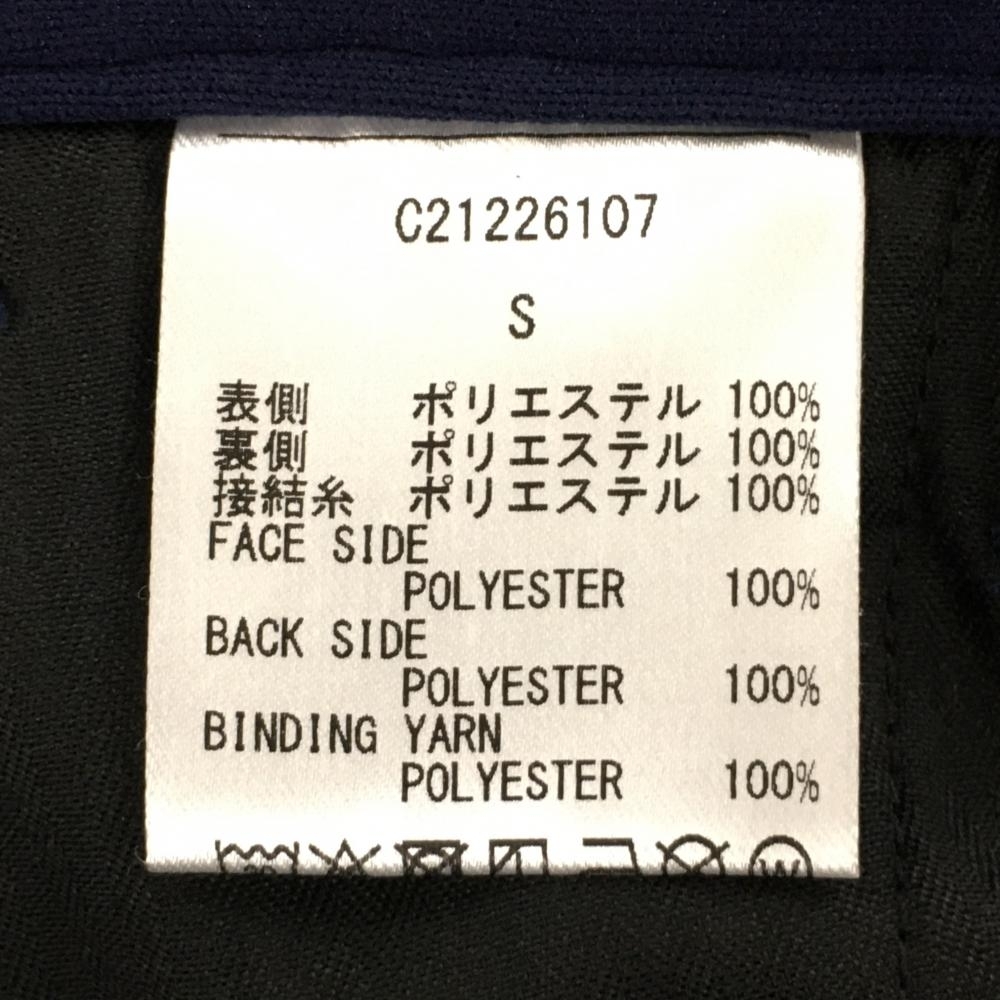 C21226107
S
表側 ポリエステル 100%
裏側 ポリエステル 100%
接結糸 ポリエステル 100%
FACE SIDE
POLYESTER 100%
BACK SIDE
POLYESTER 100%
BINDING YARN
POLYESTER 100%
W